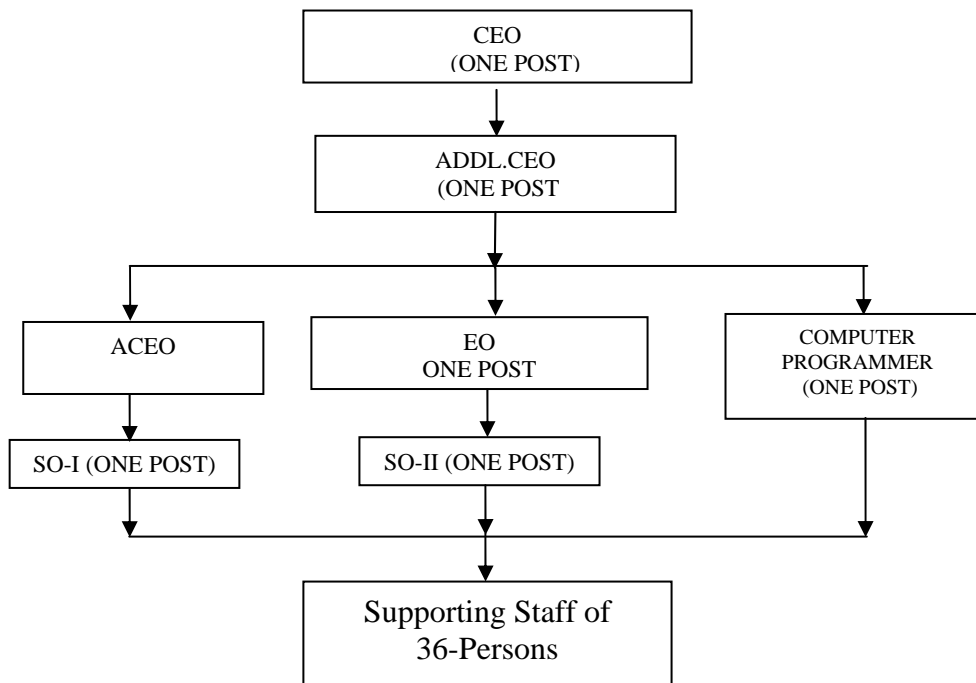 CEO
(ONE POST)
ADDL.CEO
(ONE POST
ACEO
EO
ONE POST
COMPUTER
PROGRAMMER
(ONE POST)
SO-I (ONE POST)
SO-II (ONE POST)
Supporting Staff of
36-Persons